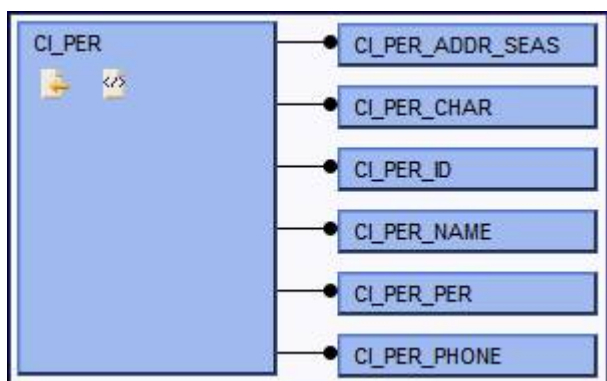 CI_PER
CI_PER_ADDR_SEAS
CI_PER_CHAR
CI_PER_ID
CI_PER_NAME
CI_PER_PER
CI_PER_PHONE